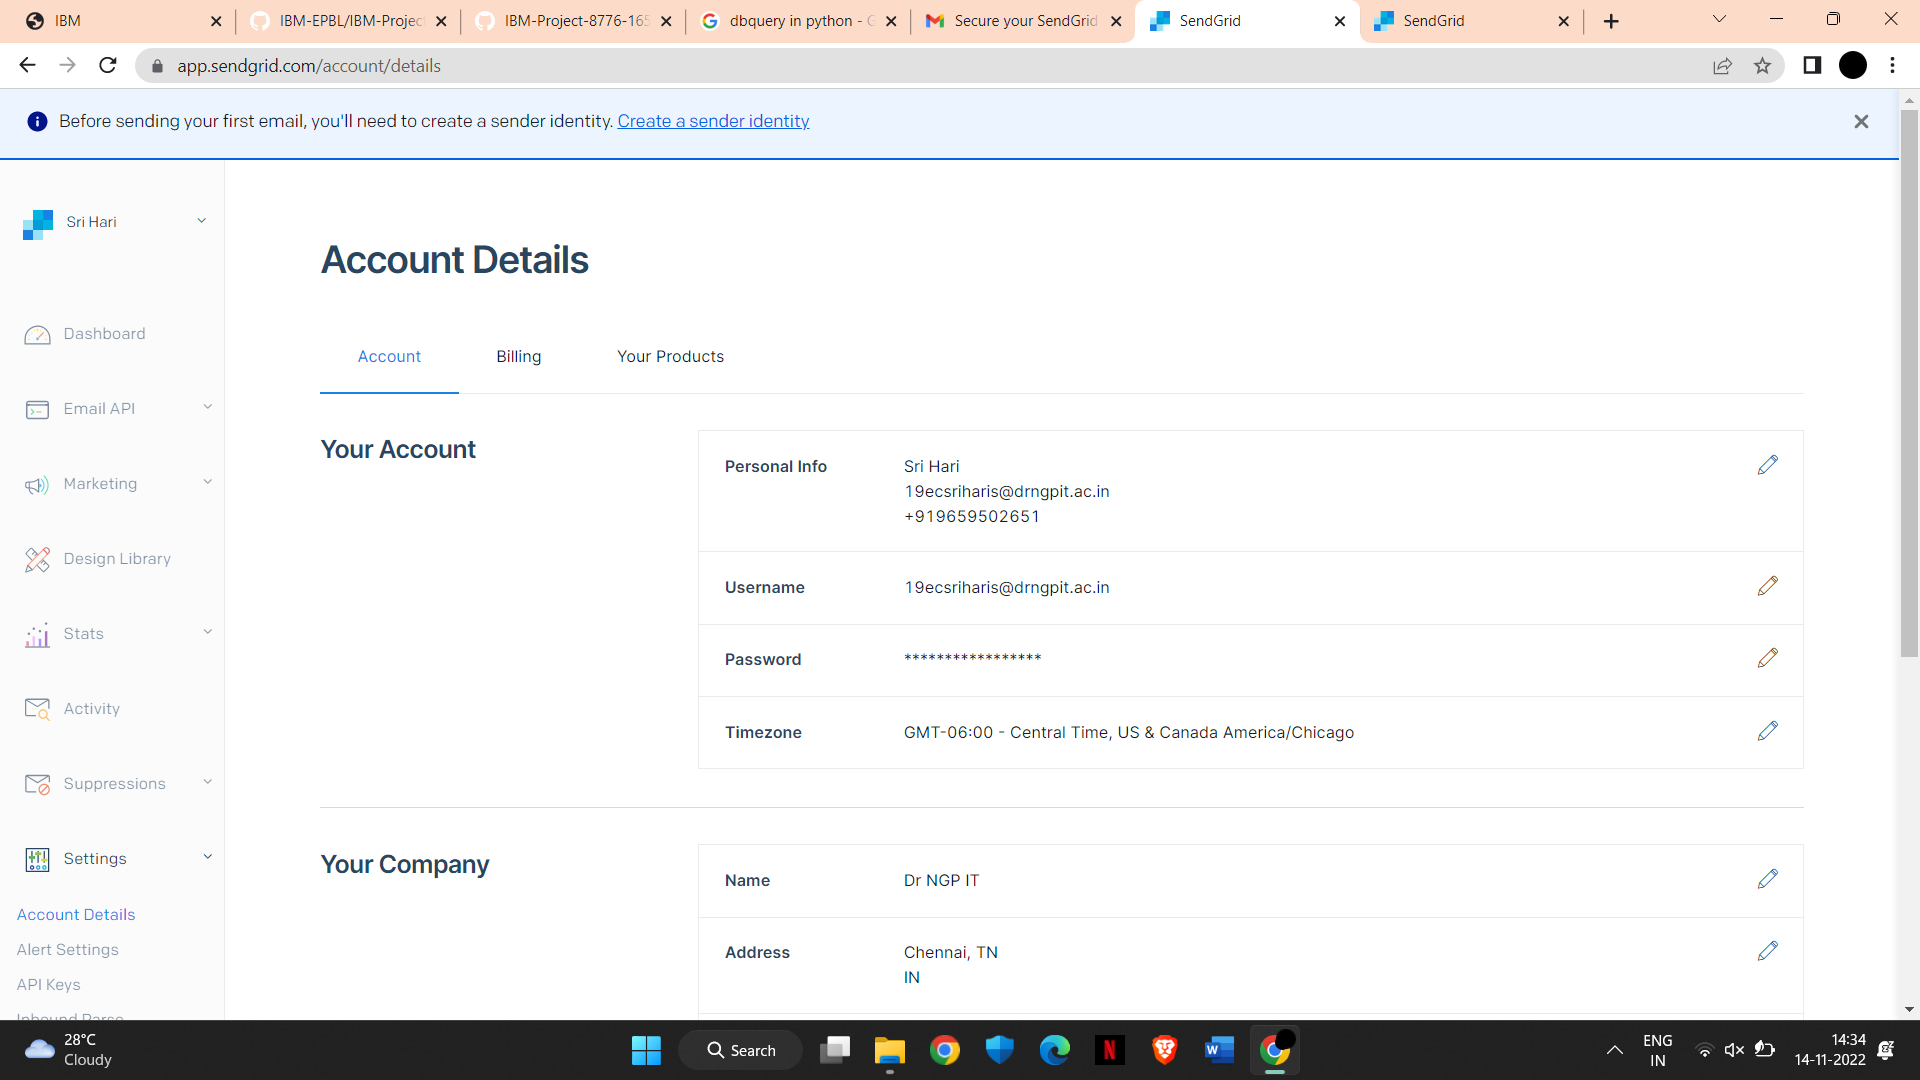 IBM
IBM-EPBL/IBM-Project
IBM-Project-8776-165
dbquery in python - G
Secure your SendGrid
SendGrid
SendGrid
app.sendgrid.com/account/details
Before sending your first email, you'll need to create a sender identity. Create a sender identity
Sri Hari
Account Details
Dashboard
Account
Billing
Your Products
Email API
Your Account
Personal Info
Sri Hari
19ecsriharis@drngpit.ac.in
+919659502651
Marketing
Design Library
Username
19ecsriharis@drngpit.ac.in
Stats
Password
*****************
Activity
Timezone
GMT-06:00 - Central Time, US & Canada America/Chicago
Suppressions
Settings
Your Company
Name
Dr NGP IT
Account Details
Alert Settings
Address
Chennai, TN
IN
API Keys
Inbound Parse
28°C
Cloudy
Search
ENG
IN
14:34
14-11-2022